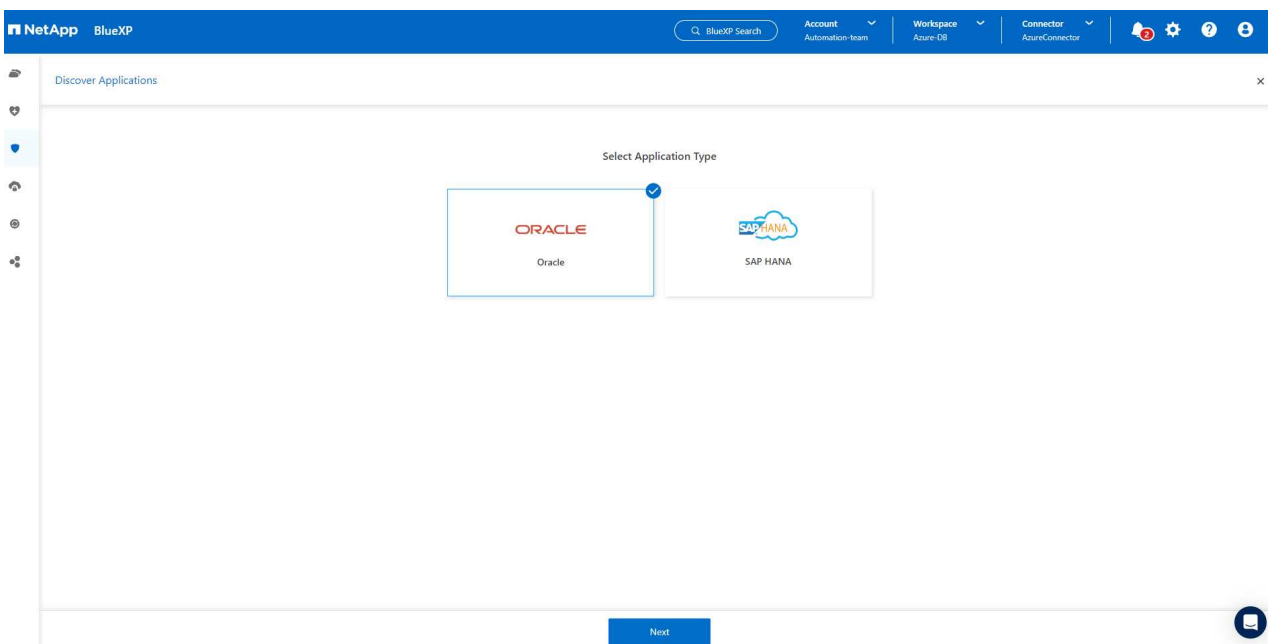 NetApp BlueXP
BlueXP Search
Account
Automation-team
Workspace
Azure-DB
Connector
AzureConnector
2
Discover Applications
Select Application Type
ORACLE
Oracle
SAP HANA
SAP HANA
Next